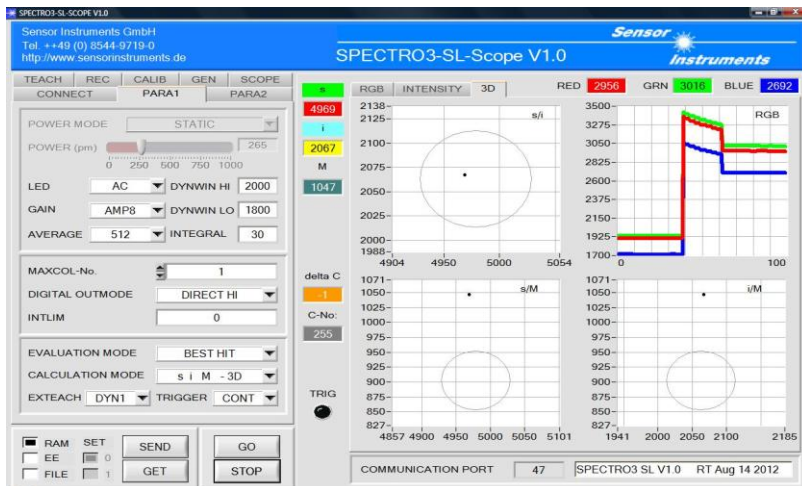 SPECTRO3-SL-SCOPE V1.0
Sensor Instruments GmbH
Tel. ++49 (0) 8544-9719-0
http://www.sensorinstruments.de
SPECTRO3-SL-Scope V1.0
Sensor
Instruments
TEACH REC CALIB GEN SCOPE
CONNECT PARA1 PARA2
POWER MODE STATIC
POWER (pm) 265
0 250 500 750 1000
LED AC DYNWIN HI 2000
GAIN AMP8 DYNWIN LO 1800
AVERAGE 512 INTEGRAL 30
MAXCOL-No. 1
DIGITAL OUTMODE DIRECT HI
INTLIM 0
EVALUATION MODE BEST HIT
CALCULATION MODE s i M - 3D
EXTEACH DYN1 TRIGGER CONT
RAM SET SEND GO
EE 0
FILE 1 GET STOP
s
4969
i
2067
M
1047
delta C
-1
C-No:
255
TRIG
RGB INTENSITY 3D RED 2956 GRN 3016 BLUE 2692
s/i
2138
2125
2100
2075
2050
2025
2000
1988
4904 4950 5000 5054
RGB
3500
3275
3050
2825
2600
2375
2150
1925
1700
0 100
s/M
1071
1050
1025
1000
975
950
925
900
875
850
827
4857 4900 4950 5000 5050 5101
i/M
1071
1050
1025
1000
975
950
925
900
875
850
827
1941 2000 2050 2100 2185
COMMUNICATION PORT 47 SPECTRO3 SL V1.0 RT Aug 14 2012